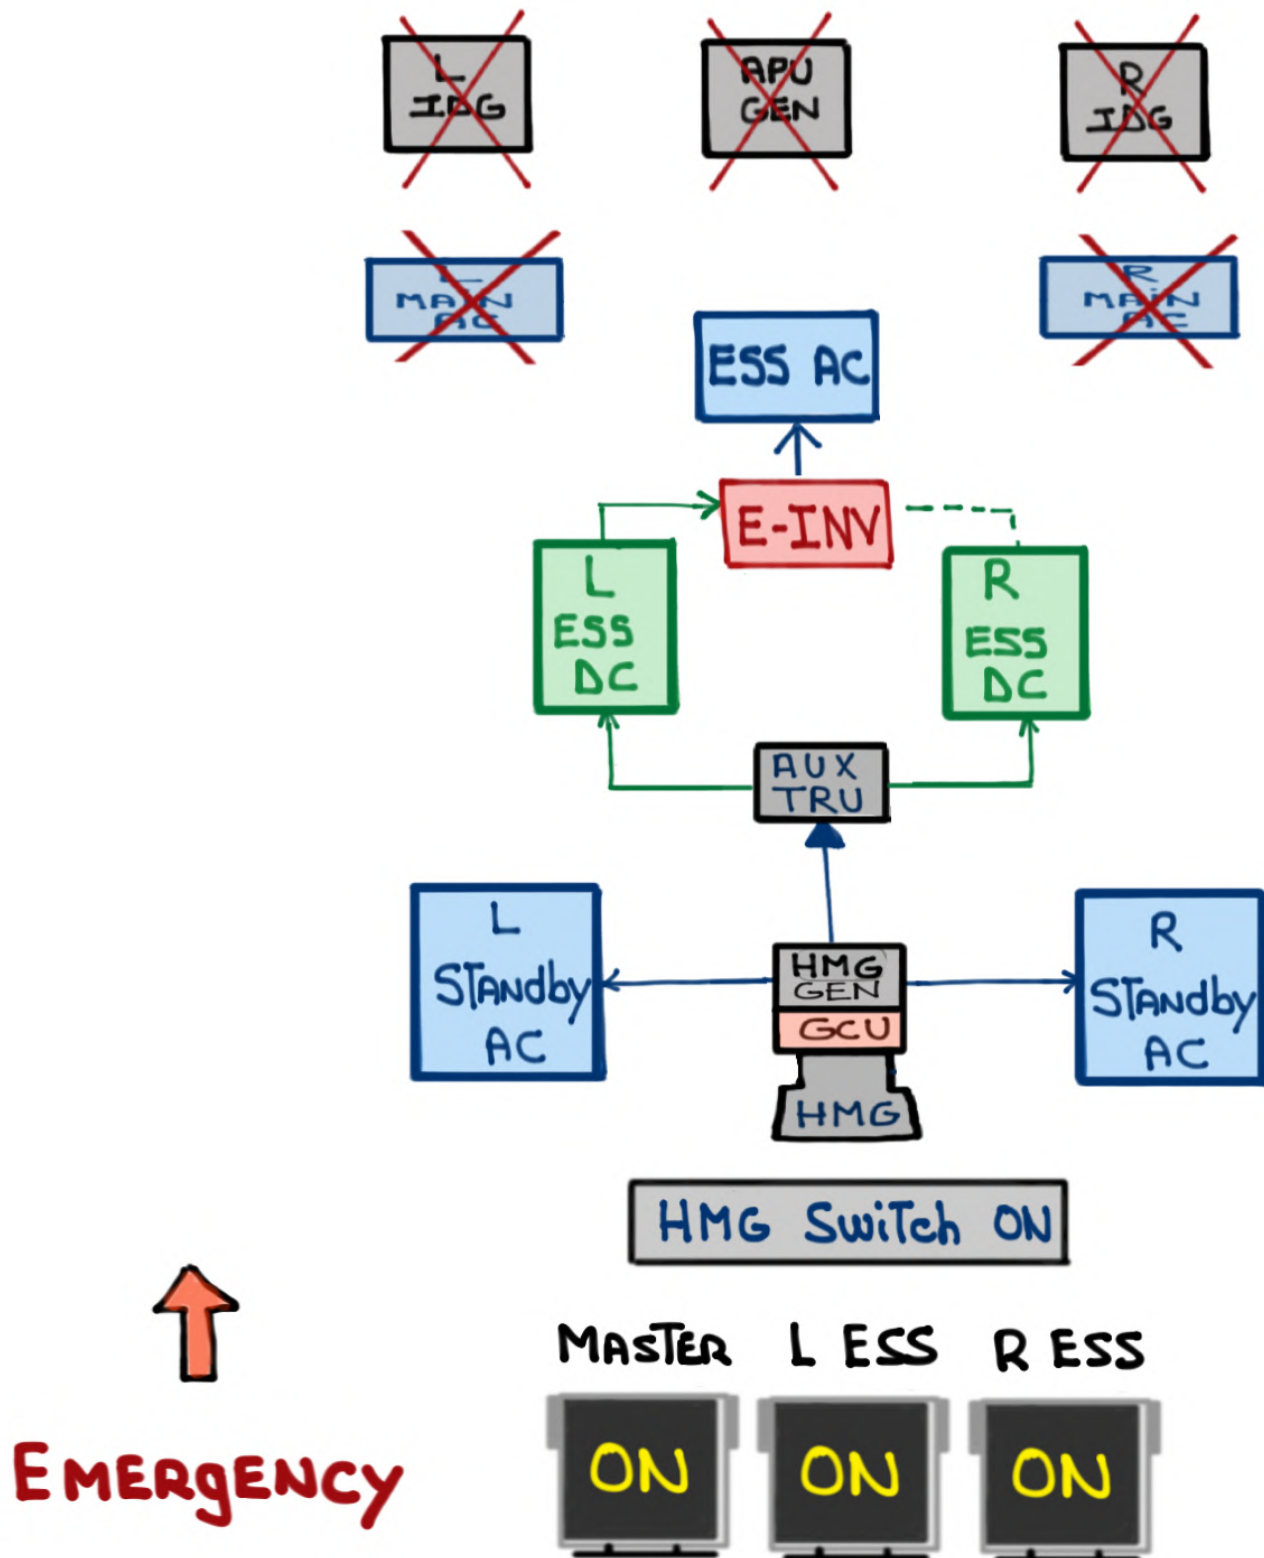 L
IDG
APU
GEN
R
IDG
L
MAIN
AC
R
MAIN
AC
ESS AC
E-INV
L
ESS
DC
R
ESS
DC
AUX
TRU
L
STANdby
AC
HMG
GEN
GCU
HMG
R
STANdby
AC
HMG SwiTch ON
MASTER
L ESS
R ESS
EMERgENCY
ON
ON
ON